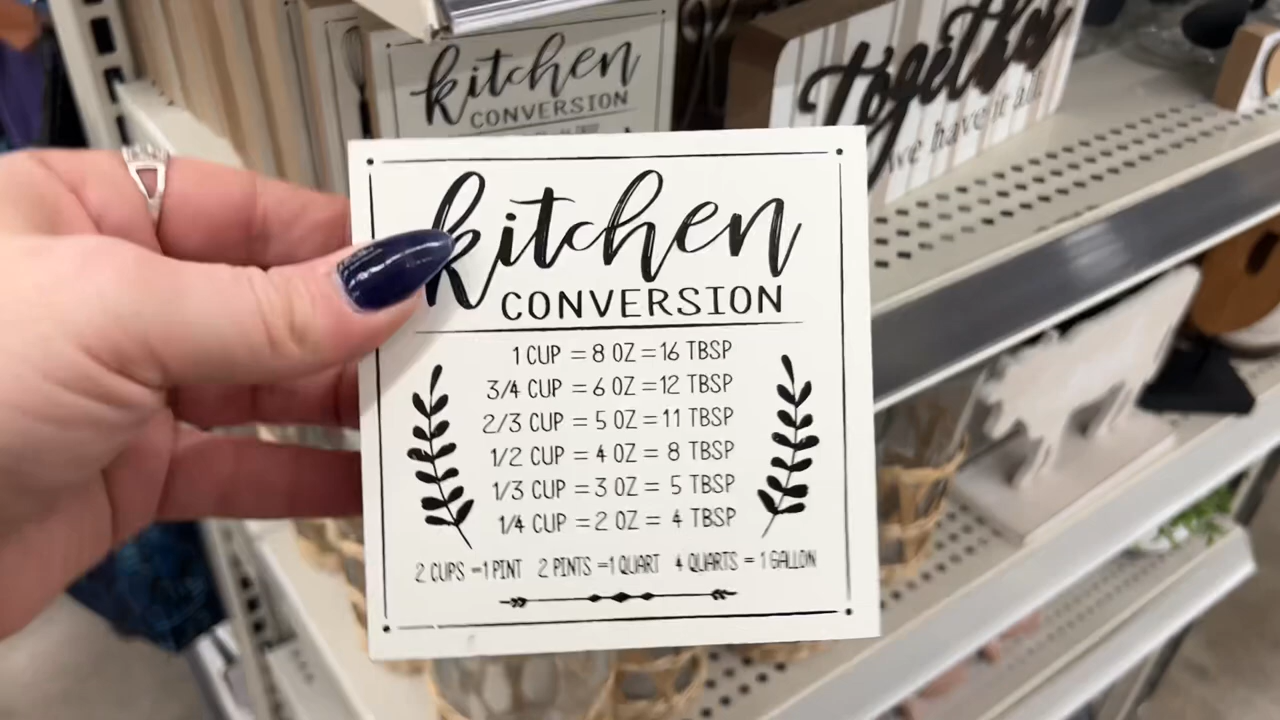 kitchen
CONVERSION
together
we have it all
kitchen
CONVERSION
1 CUP = 8 OZ = 16 TBSP
3/4 CUP = 6 OZ = 12 TBSP
2/3 CUP = 5 OZ = 11 TBSP
1/2 CUP = 4 OZ = 8 TBSP
1/3 CUP = 3 OZ = 5 TBSP
1/4 CUP = 2 OZ = 4 TBSP
2 CUPS = 1 PINT 2 PINTS = 1 QUART 4 QUARTS = 1 GALLON